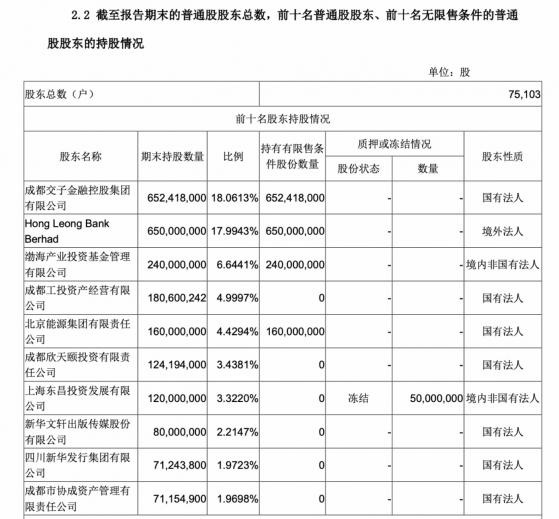 2.2 截至报告期末的普通股股东总数，前十名普通股股东、前十名无限售条件的普通
股股东的持股情况
单位：股
股东总数（户） 75,103
前十名股东持股情况
股东名称 期末持股数量 比例 持有有限售条件股份数量 质押或冻结情况 股东性质
股份状态 数量
成都交子金融控股集团有限公司 652,418,000 18.0613% 652,418,000 - - 国有法人
Hong Leong Bank Berhad 650,000,000 17.9943% 650,000,000 - - 境外法人
渤海产业投资基金管理有限公司 240,000,000 6.6441% 240,000,000 - - 境内非国有法人
成都工投资产经营有限公司 180,600,242 4.9997% 0 - - 国有法人
北京能源集团有限责任公司 160,000,000 4.4294% 160,000,000 - - 国有法人
成都欣天颐投资有限责任公司 124,194,000 3.4381% 0 - - 国有法人
上海东昌投资发展有限公司 120,000,000 3.3220% 0 冻结 50,000,000 境内非国有法人
新华文轩出版传媒股份有限公司 80,000,000 2.2147% 0 - - 国有法人
四川新华发行集团有限公司 71,243,800 1.9723% 0 - - 国有法人
成都市协成资产管理有限责任公司 71,154,900 1.9698% 0 - - 国有法人